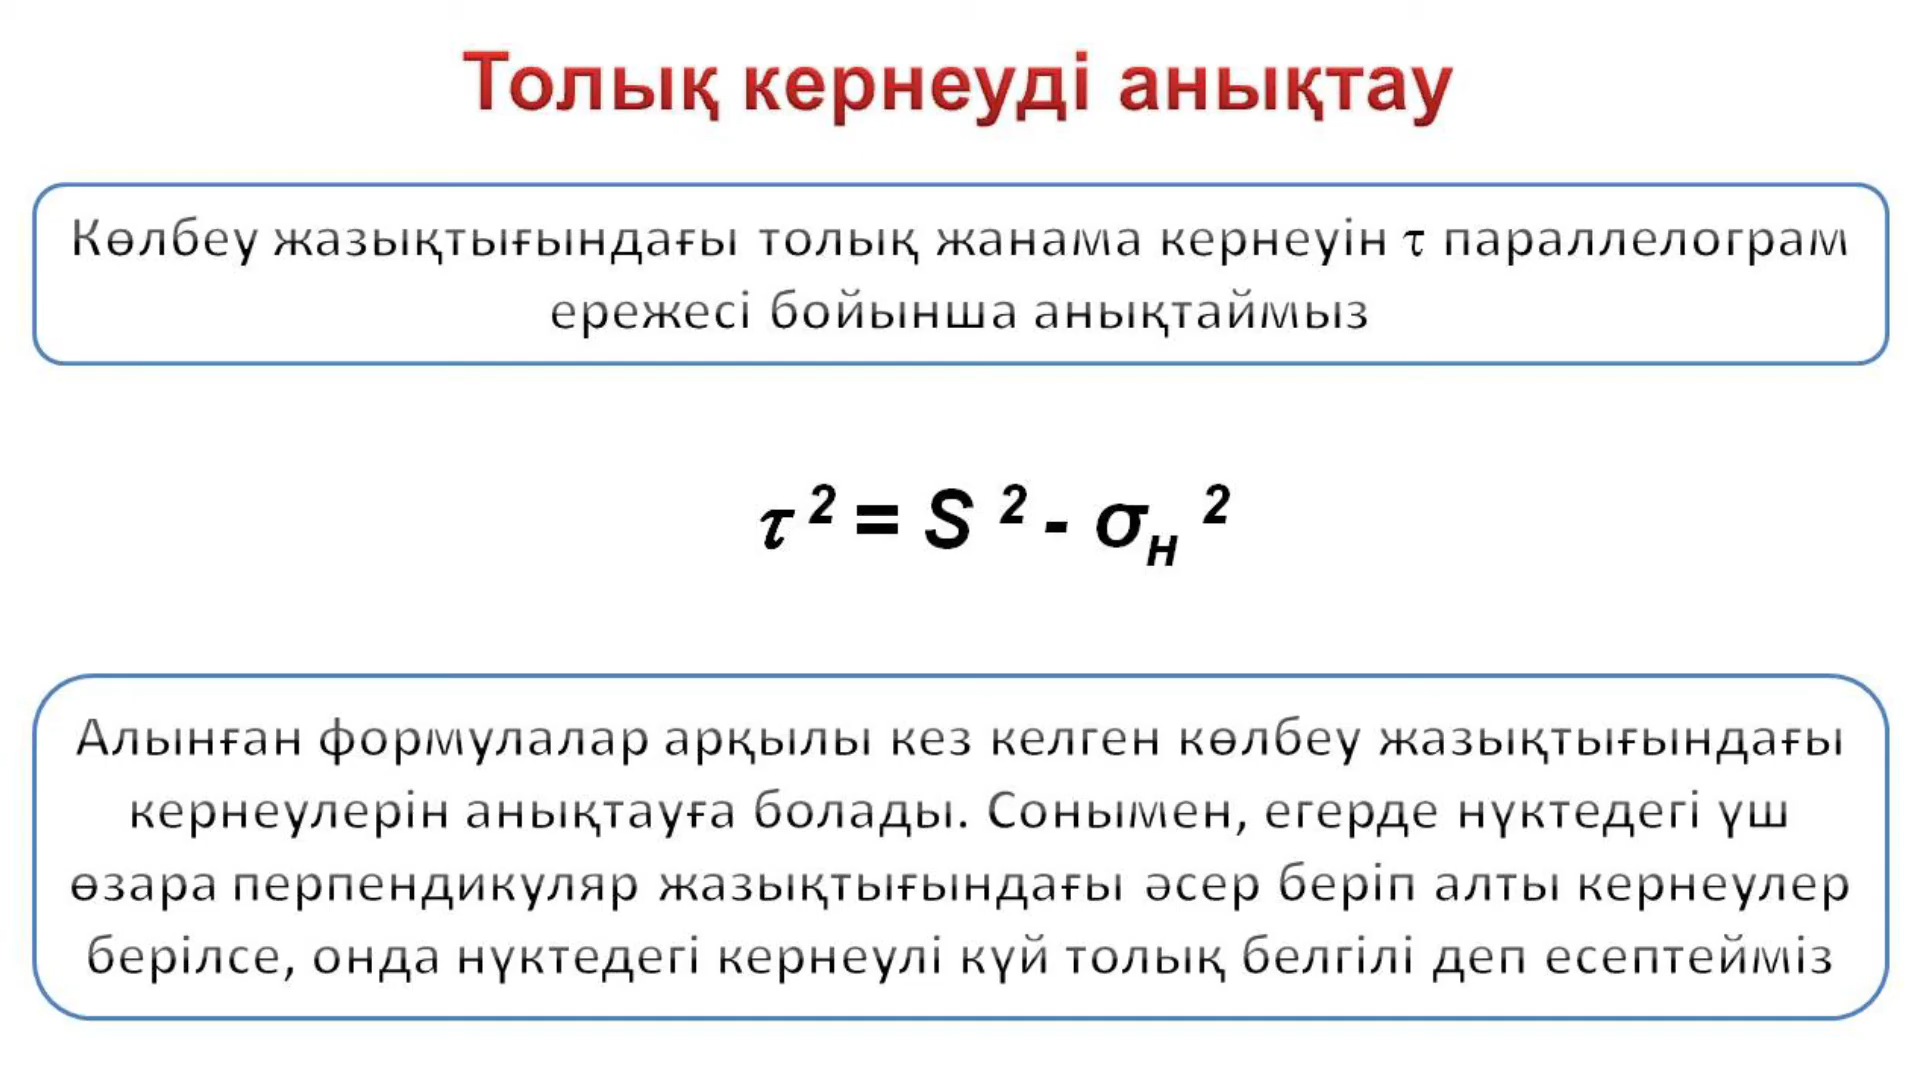 Толық кернеуді анықтау
Көлбеу жазықтығындағы толық жанама кернеуін τ параллелограм
ережесі бойынша анықтаймыз
τ ² = S ² - σₙ ²
Алынған формулалар арқылы кез келген көлбеу жазықтығындағы
кернеулерін анықтауға болады. Сонымен, егерде нүктедегі үш
өзара перпендикуляр жазықтығындағы әсер беріп алты кернеулер
берілсе, онда нүктедегі кернеулі күй толық белгілі деп есептейміз